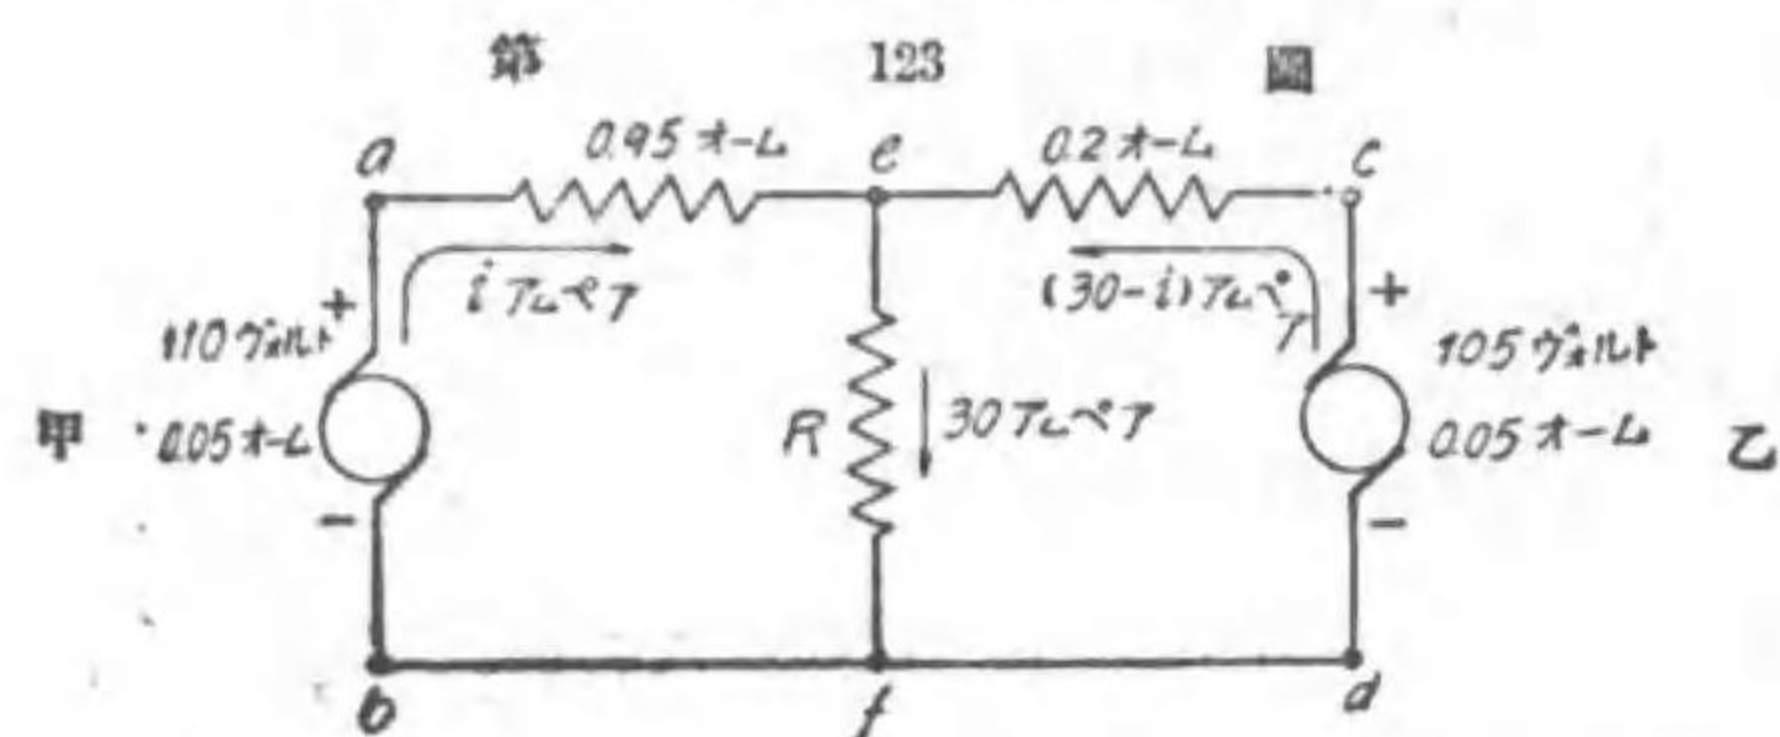 第 123 圖
a 0.95オーム e 0.2オーム c
iアムペア (30-i)アムペア
+ +
110ヴォルト 105ヴォルト
甲 0.05オーム R 30アムペア 0.05オーム 乙
- -
b f d